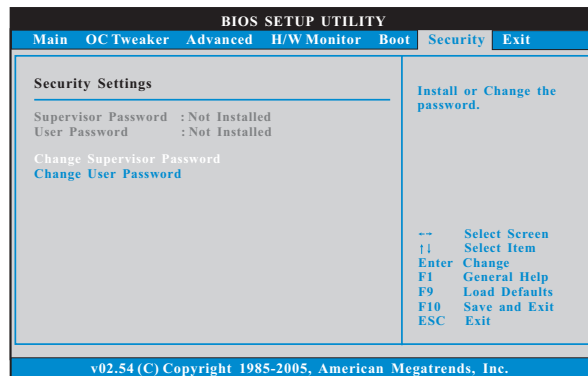 BIOS SETUP UTILITY
Main OC Tweaker Advanced H/W Monitor Boot Security Exit
Security Settings
Supervisor Password : Not Installed
User Password : Not Installed
Change Supervisor Password
Change User Password
Install or Change the
password.
←→ Select Screen
↑↓ Select Item
Enter Change
F1 General Help
F9 Load Defaults
F10 Save and Exit
ESC Exit
v02.54 (C) Copyright 1985-2005, American Megatrends, Inc.